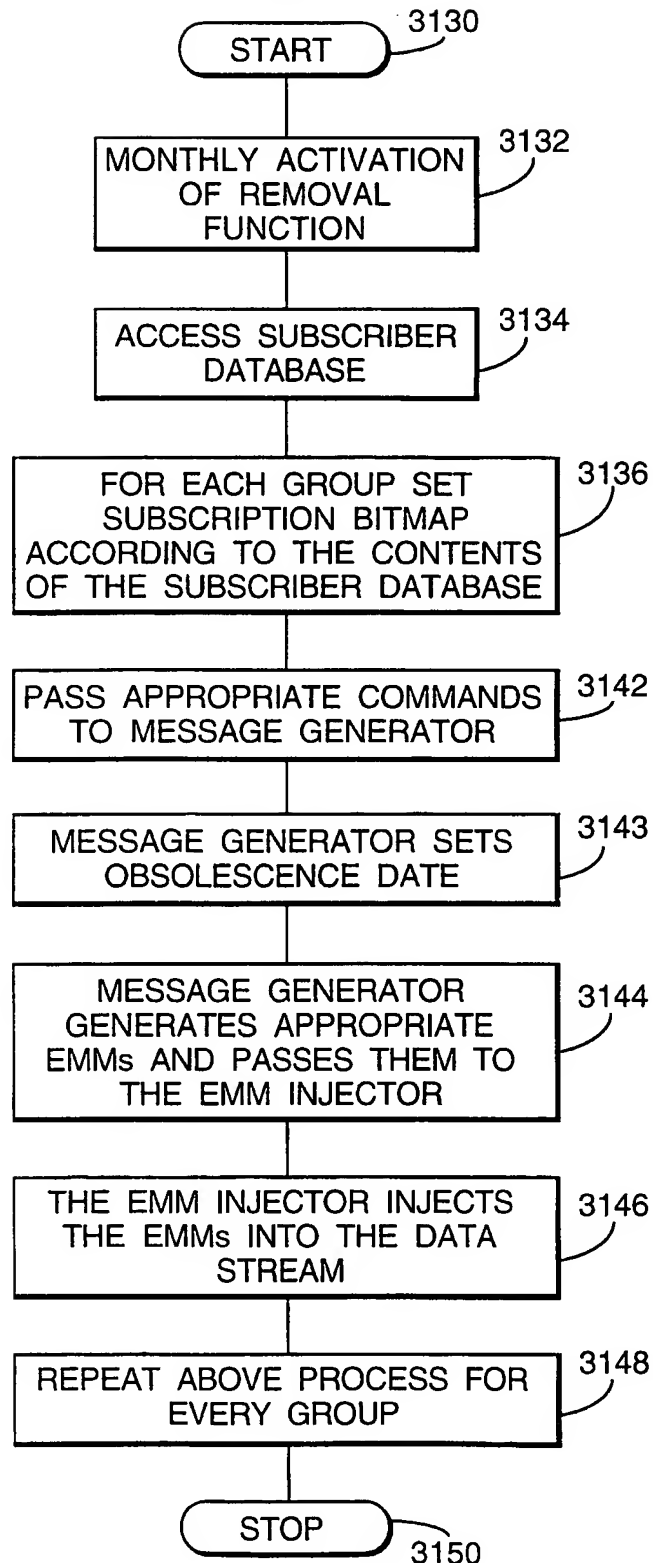 3130
START
3132
MONTHLY ACTIVATION
OF REMOVAL
FUNCTION
3134
ACCESS SUBSCRIBER
DATABASE
3136
FOR EACH GROUP SET
SUBSCRIPTION BITMAP
ACCORDING TO THE CONTENTS
OF THE SUBSCRIBER DATABASE
3142
PASS APPROPRIATE COMMANDS
TO MESSAGE GENERATOR
3143
MESSAGE GENERATOR SETS
OBSOLESCENCE DATE
3144
MESSAGE GENERATOR
GENERATES APPROPRIATE
EMMs AND PASSES THEM TO
THE EMM INJECTOR
3146
THE EMM INJECTOR INJECTS
THE EMMs INTO THE DATA
STREAM
3148
REPEAT ABOVE PROCESS FOR
EVERY GROUP
STOP
3150